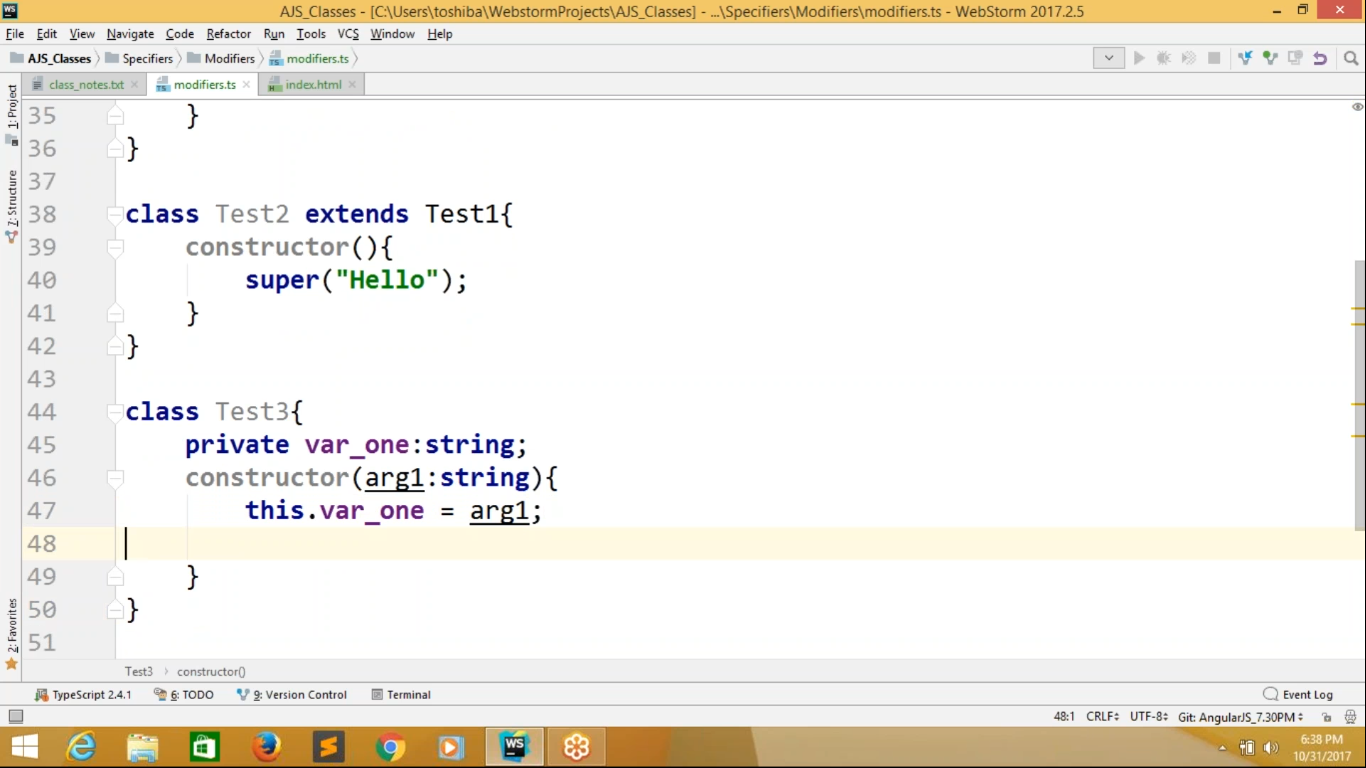 AJS_Classes - [C:\Users\toshiba\WebstormProjects\AJS_Classes] - ...\Specifiers\Modifiers\modifiers.ts - WebStorm 2017.2.5
File Edit View Navigate Code Refactor Run Tools VCS Window Help
AJS_Classes Specifiers Modifiers modifiers.ts
class_notes.txt modifiers.ts index.html
1: Project
7: Structure
2: Favorites
35 }
36 }
37
38 class Test2 extends Test1{
39 constructor(){
40 super("Hello");
41 }
42 }
43
44 class Test3{
45 private var_one:string;
46 constructor(arg1:string){
47 this.var_one = arg1;
48
49 }
50 }
51
Test3 constructor()
TypeScript 2.4.1 6: TODO 9: Version Control Terminal Event Log
48:1 CRLF UTF-8 Git: AngularJS_7.30PM
WS
6:38 PM
10/31/2017